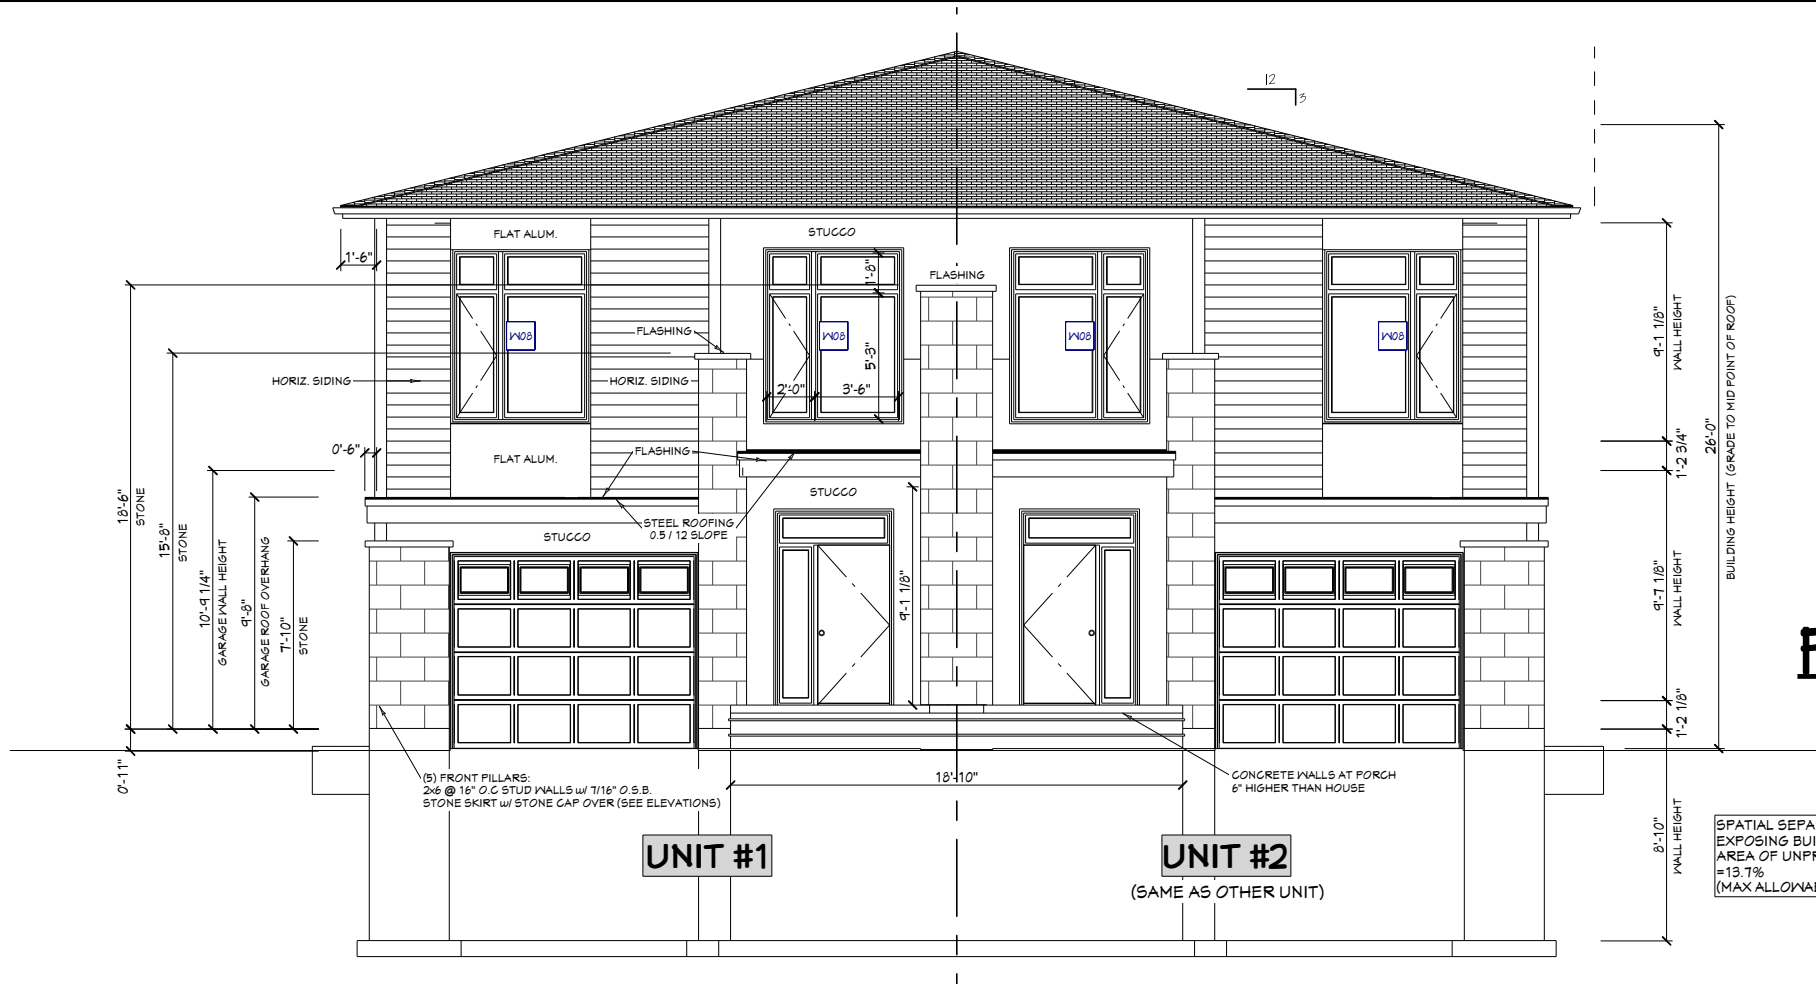 12
3
FLAT ALUM.
STUCCO
FLASHING
1'-6"
1'-8"
W08
W08
W08
W08
FLASHING
5'-3"
HORIZ. SIDING
HORIZ. SIDING
2'-0"
3'-6"
0'-6"
FLAT ALUM.
FLASHING
STUCCO
STEEL ROOFING
0.5 / 12 SLOPE
STUCCO
9'-1 1/8"
18'-6"
STONE
15'-8"
STONE
10'-9 1/4"
GARAGE WALL HEIGHT
9'-8"
GARAGE ROOF OVERHANG
7'-10"
STONE
0'-11"
9'-1 1/8"
WALL HEIGHT
1'-2 3/4"
26'-0"
BUILDING HEIGHT (GRADE TO MID POINT OF ROOF)
9'-7 1/8"
WALL HEIGHT
1'-2 1/8"
8'-10"
WALL HEIGHT
(5) FRONT PILLARS:
2x6 @ 16" O.C STUD WALLS w/ 7/16" O.S.B.
STONE SKIRT w/ STONE CAP OVER (SEE ELEVATIONS)
18'-10"
CONCRETE WALLS AT PORCH
6" HIGHER THAN HOUSE
UNIT #1
UNIT #2
(SAME AS OTHER UNIT)
SPATIAL SEPA
EXPOSING BUI
AREA OF UNPR
=13.7%
(MAX ALLOWAB